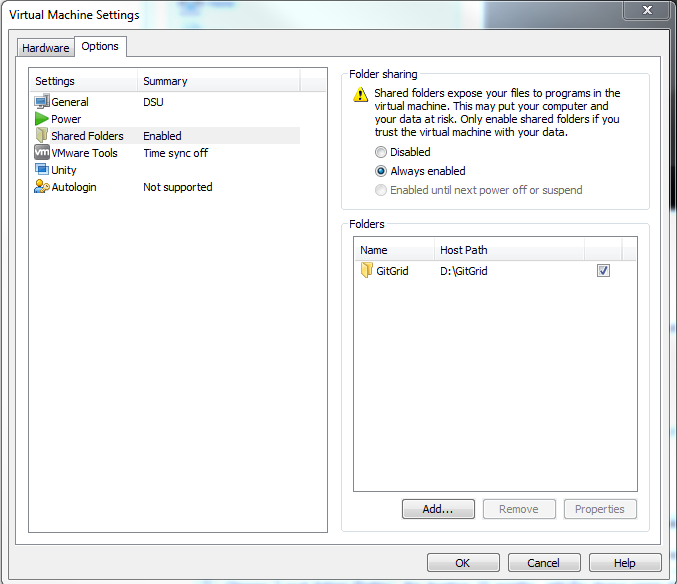 Virtual Machine Settings
Hardware
Options
Settings Summary
General DSU
Power
Shared Folders Enabled
vm VMware Tools Time sync off
Unity
Autologin Not supported
Folder sharing
Shared folders expose your files to programs in the
virtual machine. This may put your computer and
your data at risk. Only enable shared folders if you
trust the virtual machine with your data.
Disabled
Always enabled
Enabled until next power off or suspend
Folders
Name Host Path
GitGrid D:\GitGrid
Add... Remove Properties
OK Cancel Help